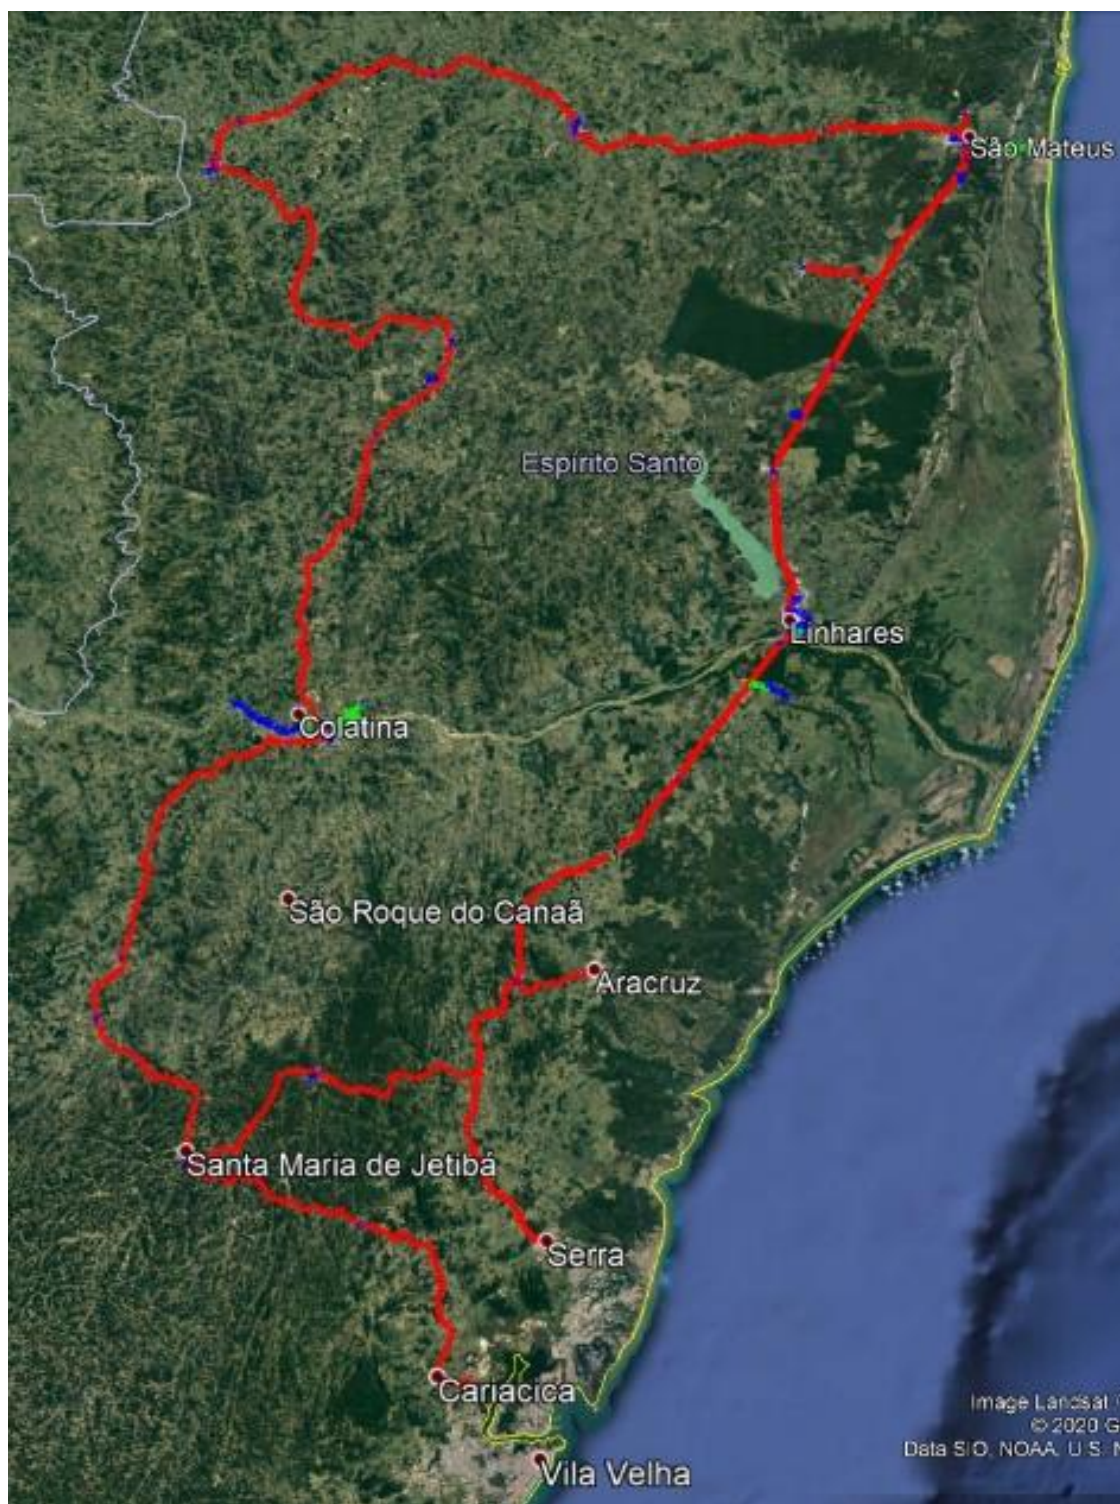 São Mateus
Espírito Santo
Linhares
Colatina
São Roque do Canaã
Aracruz
Santa Maria de Jetibá
Serra
Cariacica
Image Landsat
© 2020 G
Data SIO, NOAA, U.S. N
Vila Velha